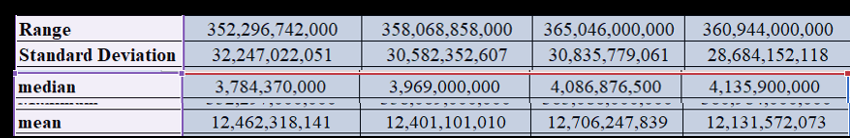 Range 352,296,742,000 358,068,858,000 365,046,000,000 360,944,000,000
Standard Deviation 32,247,022,051 30,582,352,607 30,835,779,061 28,684,152,118
median 3,784,370,000 3,969,000,000 4,086,876,500 4,135,900,000
mean 12,462,318,141 12,401,101,010 12,706,247,839 12,131,572,073